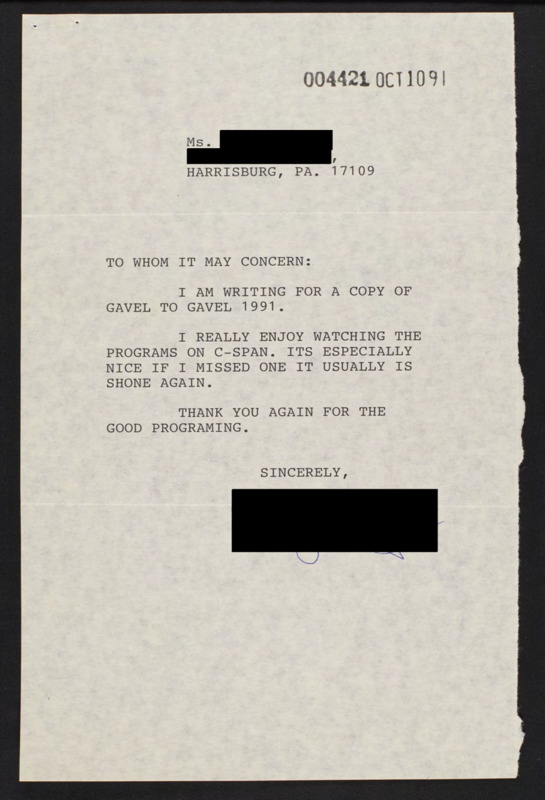 004421 OCT 10 91
Ms.
,
HARRISBURG, PA. 17109
TO WHOM IT MAY CONCERN:
I AM WRITING FOR A COPY OF
GAVEL TO GAVEL 1991.
I REALLY ENJOY WATCHING THE
PROGRAMS ON C-SPAN. ITS ESPECIALLY
NICE IF I MISSED ONE IT USUALLY IS
SHONE AGAIN.
THANK YOU AGAIN FOR THE
GOOD PROGRAMING.
SINCERELY,